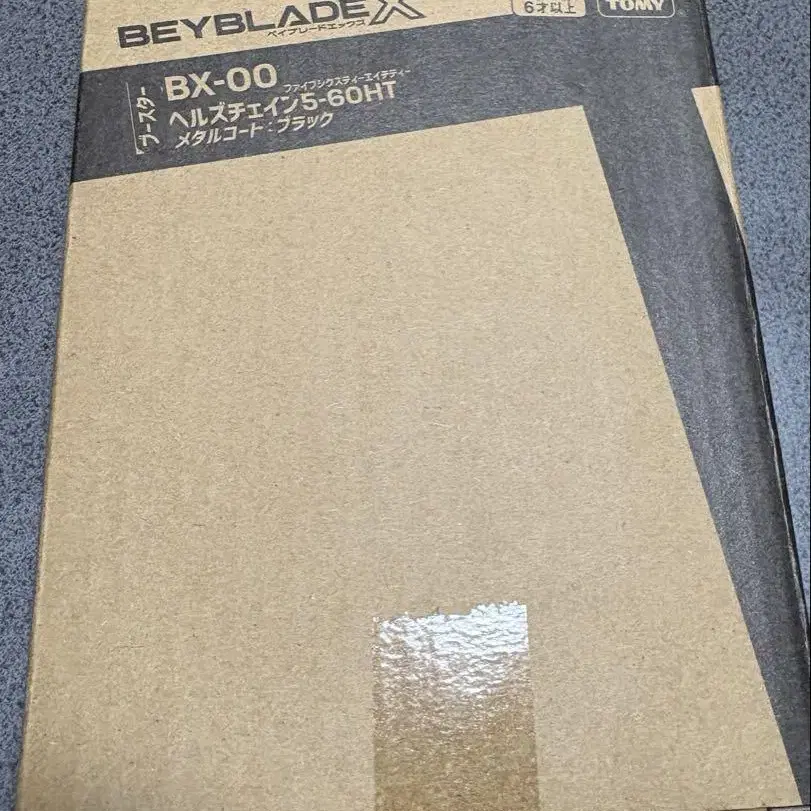 BEYBLADE X
ベイブレードエックス
6才以上
TOMY
ブースター
BX-00
ファイブシクスティーエイチティー
ヘルズチェイン5-60HT
メタルコート：ブラック